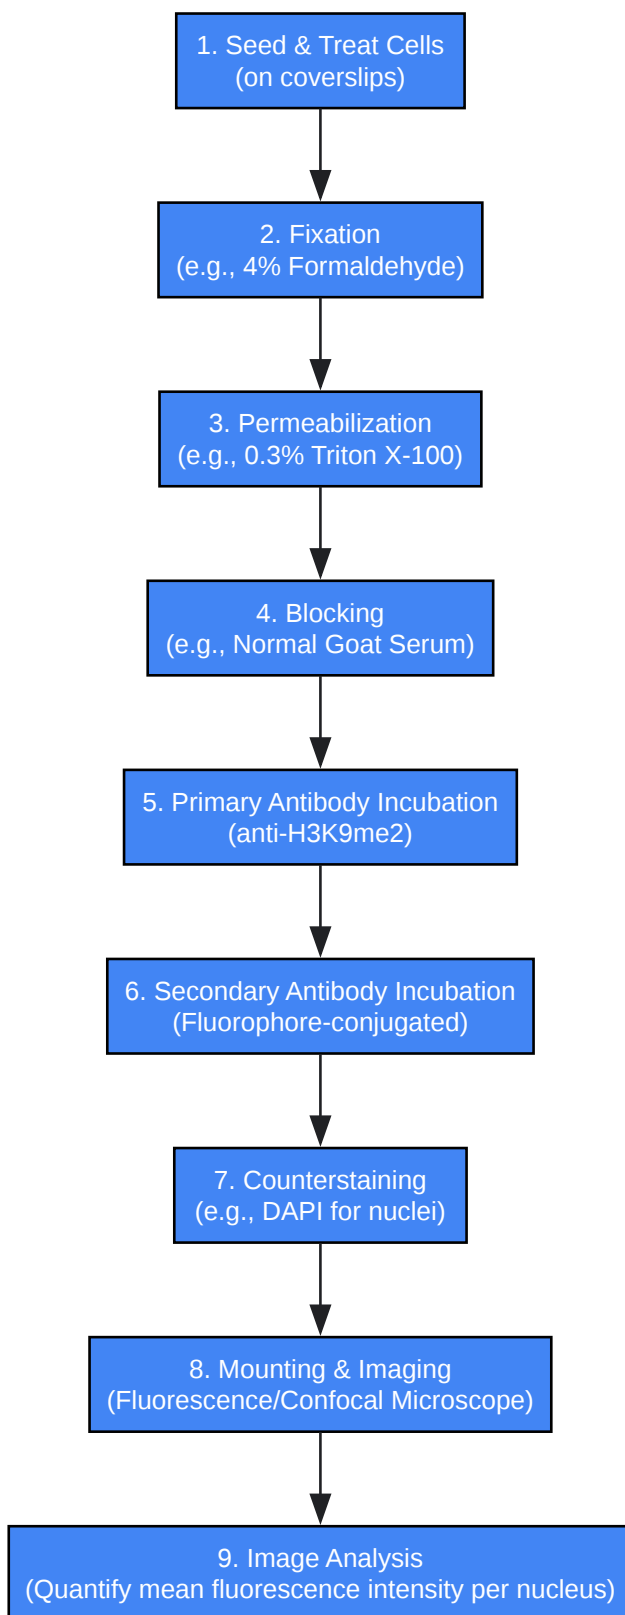 1. Seed & Treat Cells
(on coverslips)
2. Fixation
(e.g., 4% Formaldehyde)
3. Permeabilization
(e.g., 0.3% Triton X-100)
4. Blocking
(e.g., Normal Goat Serum)
5. Primary Antibody Incubation
(anti-H3K9me2)
6. Secondary Antibody Incubation
(Fluorophore-conjugated)
7. Counterstaining
(e.g., DAPI for nuclei)
8. Mounting & Imaging
(Fluorescence/Confocal Microscope)
9. Image Analysis
(Quantify mean fluorescence intensity per nucleus)